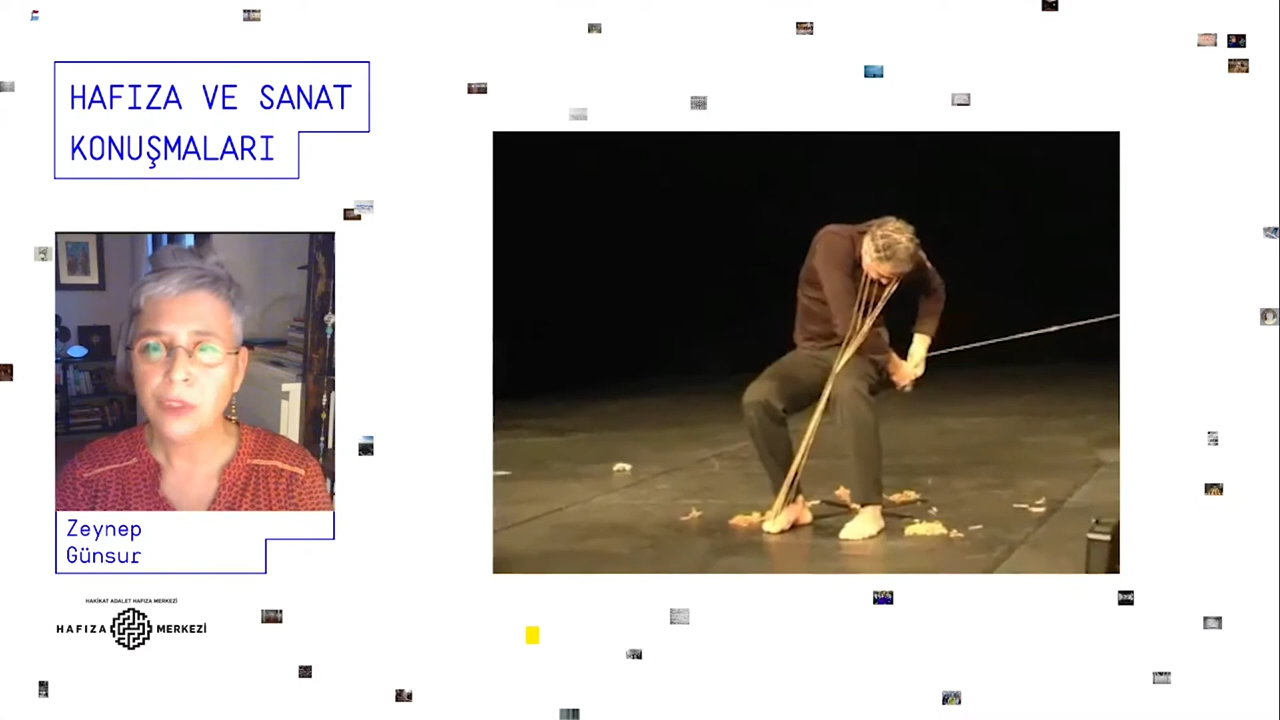 HAFIZA VE SANAT
KONUŞMALARI
Zeynep
Günsur
HAKİKAT ADALET HAFIZA MERKEZİ
HAFIZA MERKEZİ